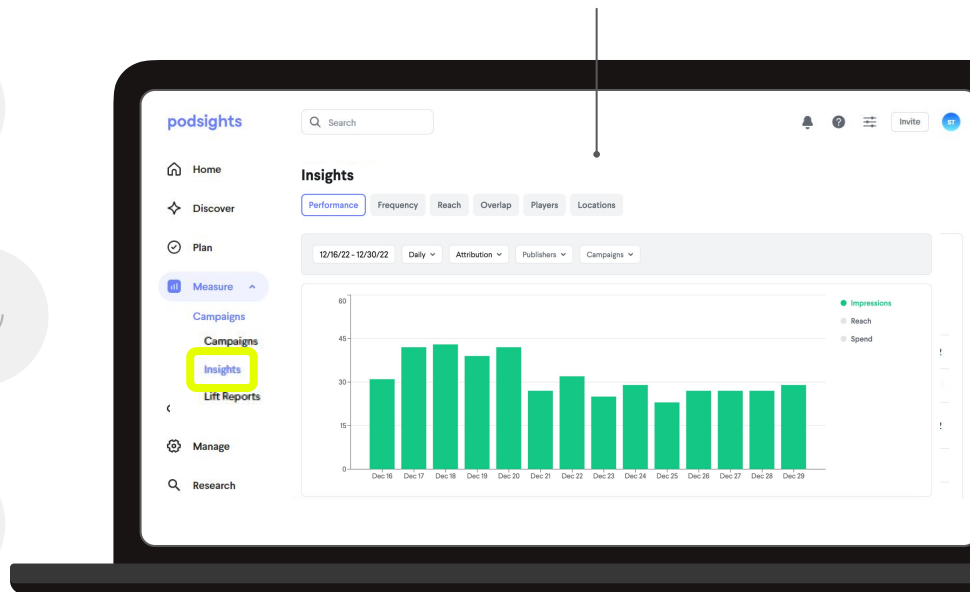 podsights
Search
Invite
ST
Home
Discover
Plan
Measure
Campaigns
Campaigns
Insights
Lift Reports
Manage
Research
Insights
Performance Frequency Reach Overlap Players Locations
12/16/22 - 12/30/22 Daily Attribution Publishers Campaigns
60
45
30
15
0
Dec 16 Dec 17 Dec 18 Dec 19 Dec 20 Dec 21 Dec 22 Dec 23 Dec 24 Dec 25 Dec 26 Dec 27 Dec 28 Dec 29
Impressions
Reach
Spend